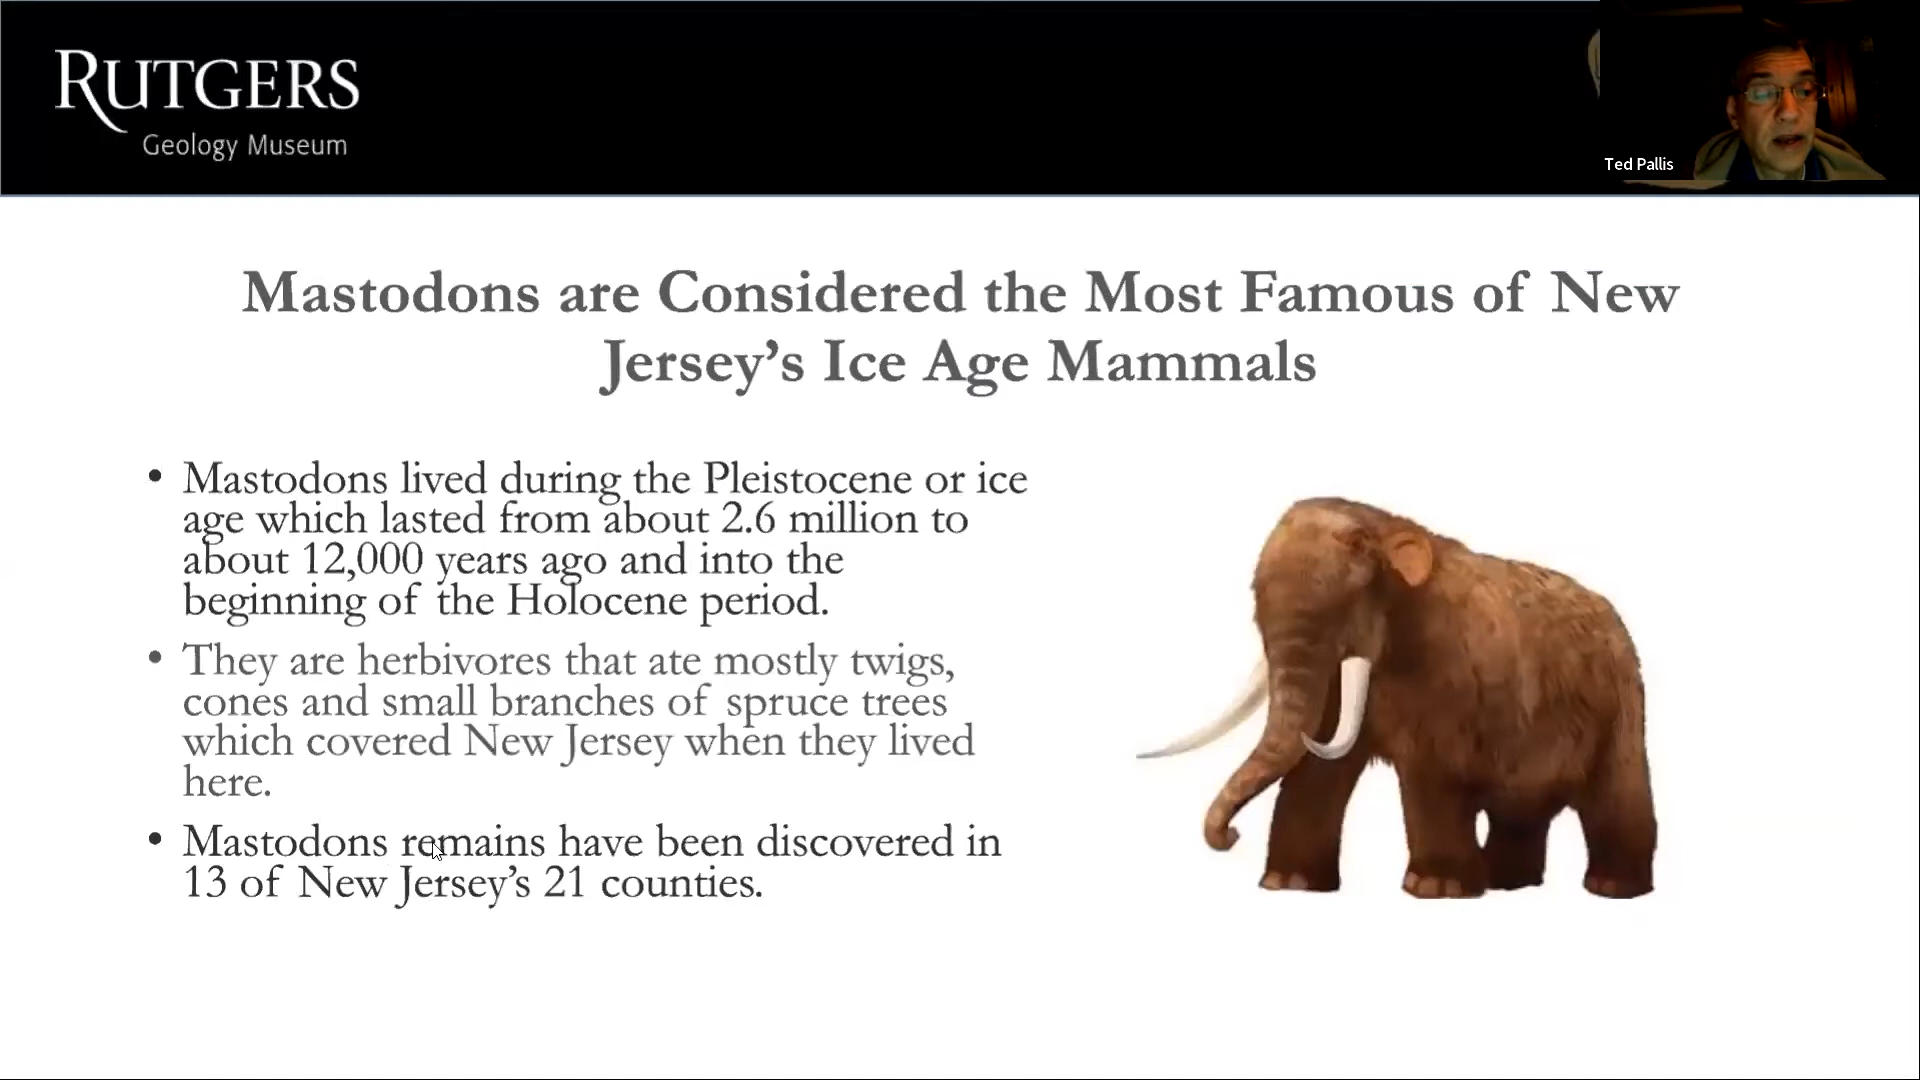 RUTGERS
Geology Museum
Ted Pallis
Mastodons are Considered the Most Famous of New
Jersey’s Ice Age Mammals
• Mastodons lived during the Pleistocene or ice
age which lasted from about 2.6 million to
about 12,000 years ago and into the
beginning of the Holocene period.
• They are herbivores that ate mostly twigs,
cones and small branches of spruce trees
which covered New Jersey when they lived
here.
• Mastodons remains have been discovered in
13 of New Jersey’s 21 counties.